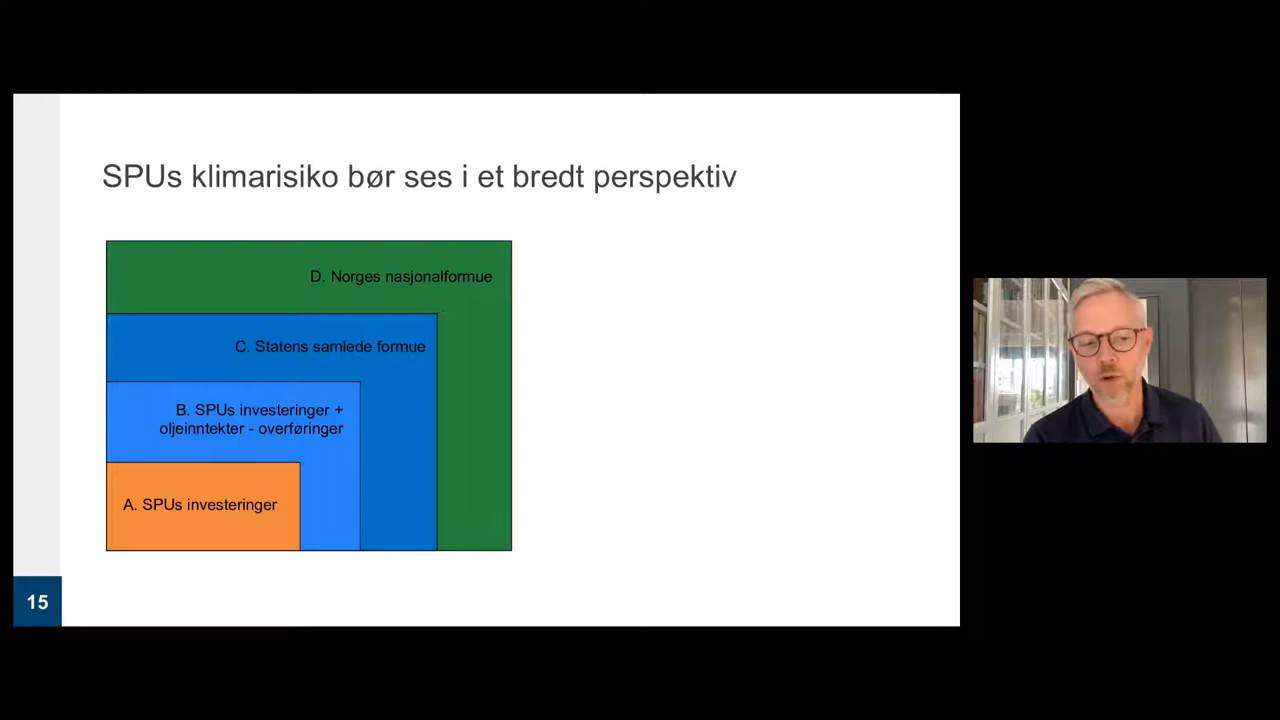 SPUs klimarisiko bør ses i et bredt perspektiv
D. Norges nasjonalformue
C. Statens samlede formue
B. SPUs investeringer +
oljeinntekter - overføringer
A. SPUs investeringer
15